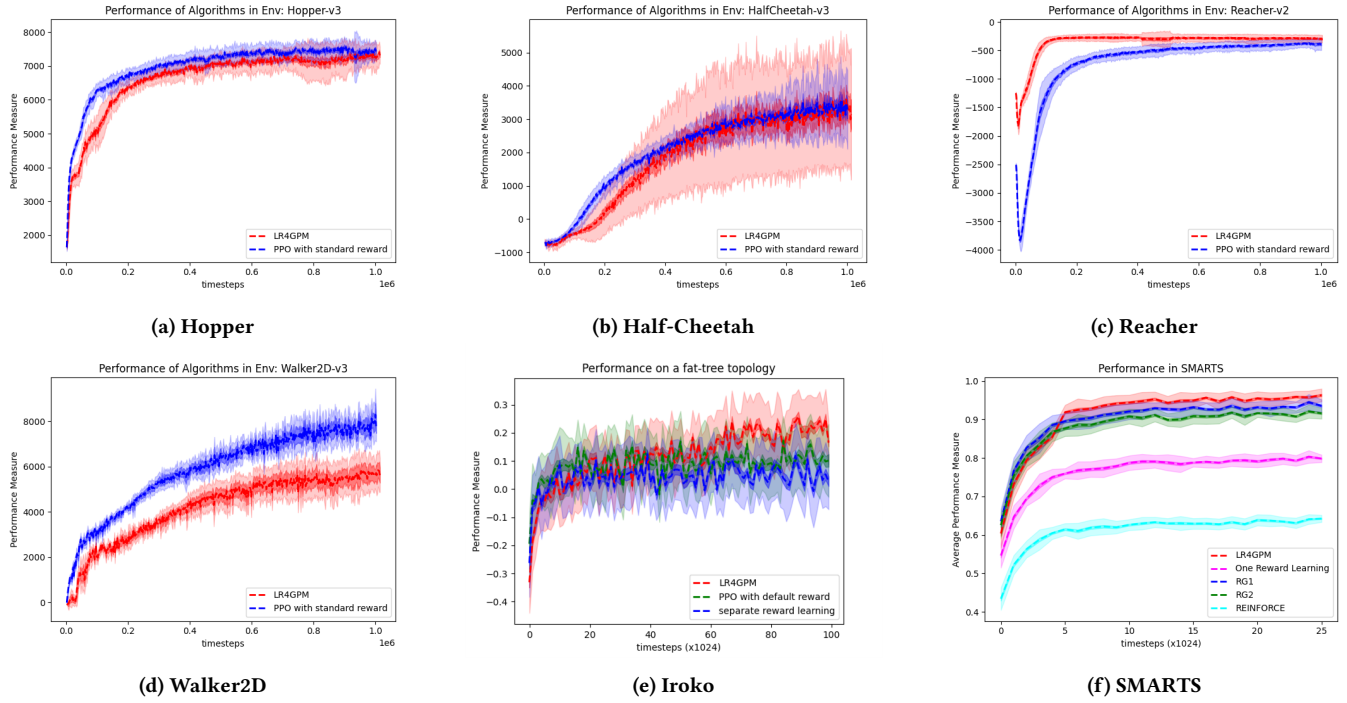 Performance of Algorithms in Env: Hopper-v3
Performance Measure
8000
7000
6000
5000
4000
3000
2000
0.0 0.2 0.4 0.6 0.8 1.0
1e6
timesteps
LR4GPM
PPO with standard reward
(a) Hopper
Performance of Algorithms in Env: HalfCheetah-v3
Performance Measure
5000
4000
3000
2000
1000
0
−1000
0.0 0.2 0.4 0.6 0.8 1.0
1e6
timesteps
LR4GPM
PPO with standard reward
(b) Half-Cheetah
Performance of Algorithms in Env: Reacher-v2
Performance Measure
0
−500
−1000
−1500
−2000
−2500
−3000
−3500
−4000
0.0 0.2 0.4 0.6 0.8 1.0
1e6
timesteps
LR4GPM
PPO with standard reward
(c) Reacher
Performance of Algorithms in Env: Walker2D-v3
Performance Measure
8000
6000
4000
2000
0
0.0 0.2 0.4 0.6 0.8 1.0
1e6
timesteps
LR4GPM
PPO with standard reward
(d) Walker2D
Performance on a fat-tree topology
Performance Measure
0.3
0.2
0.1
0.0
−0.1
−0.2
−0.3
−0.4
0 20 40 60 80 100
timesteps (x1024)
LR4GPM
PPO with default reward
separate reward learning
(e) Iroko
Performance in SMARTS
Average Performance Measure
1.0
0.9
0.8
0.7
0.6
0.5
0.4
0 5 10 15 20 25
timesteps (x1024)
LR4GPM
One Reward Learning
RG1
RG2
REINFORCE
(f) SMARTS